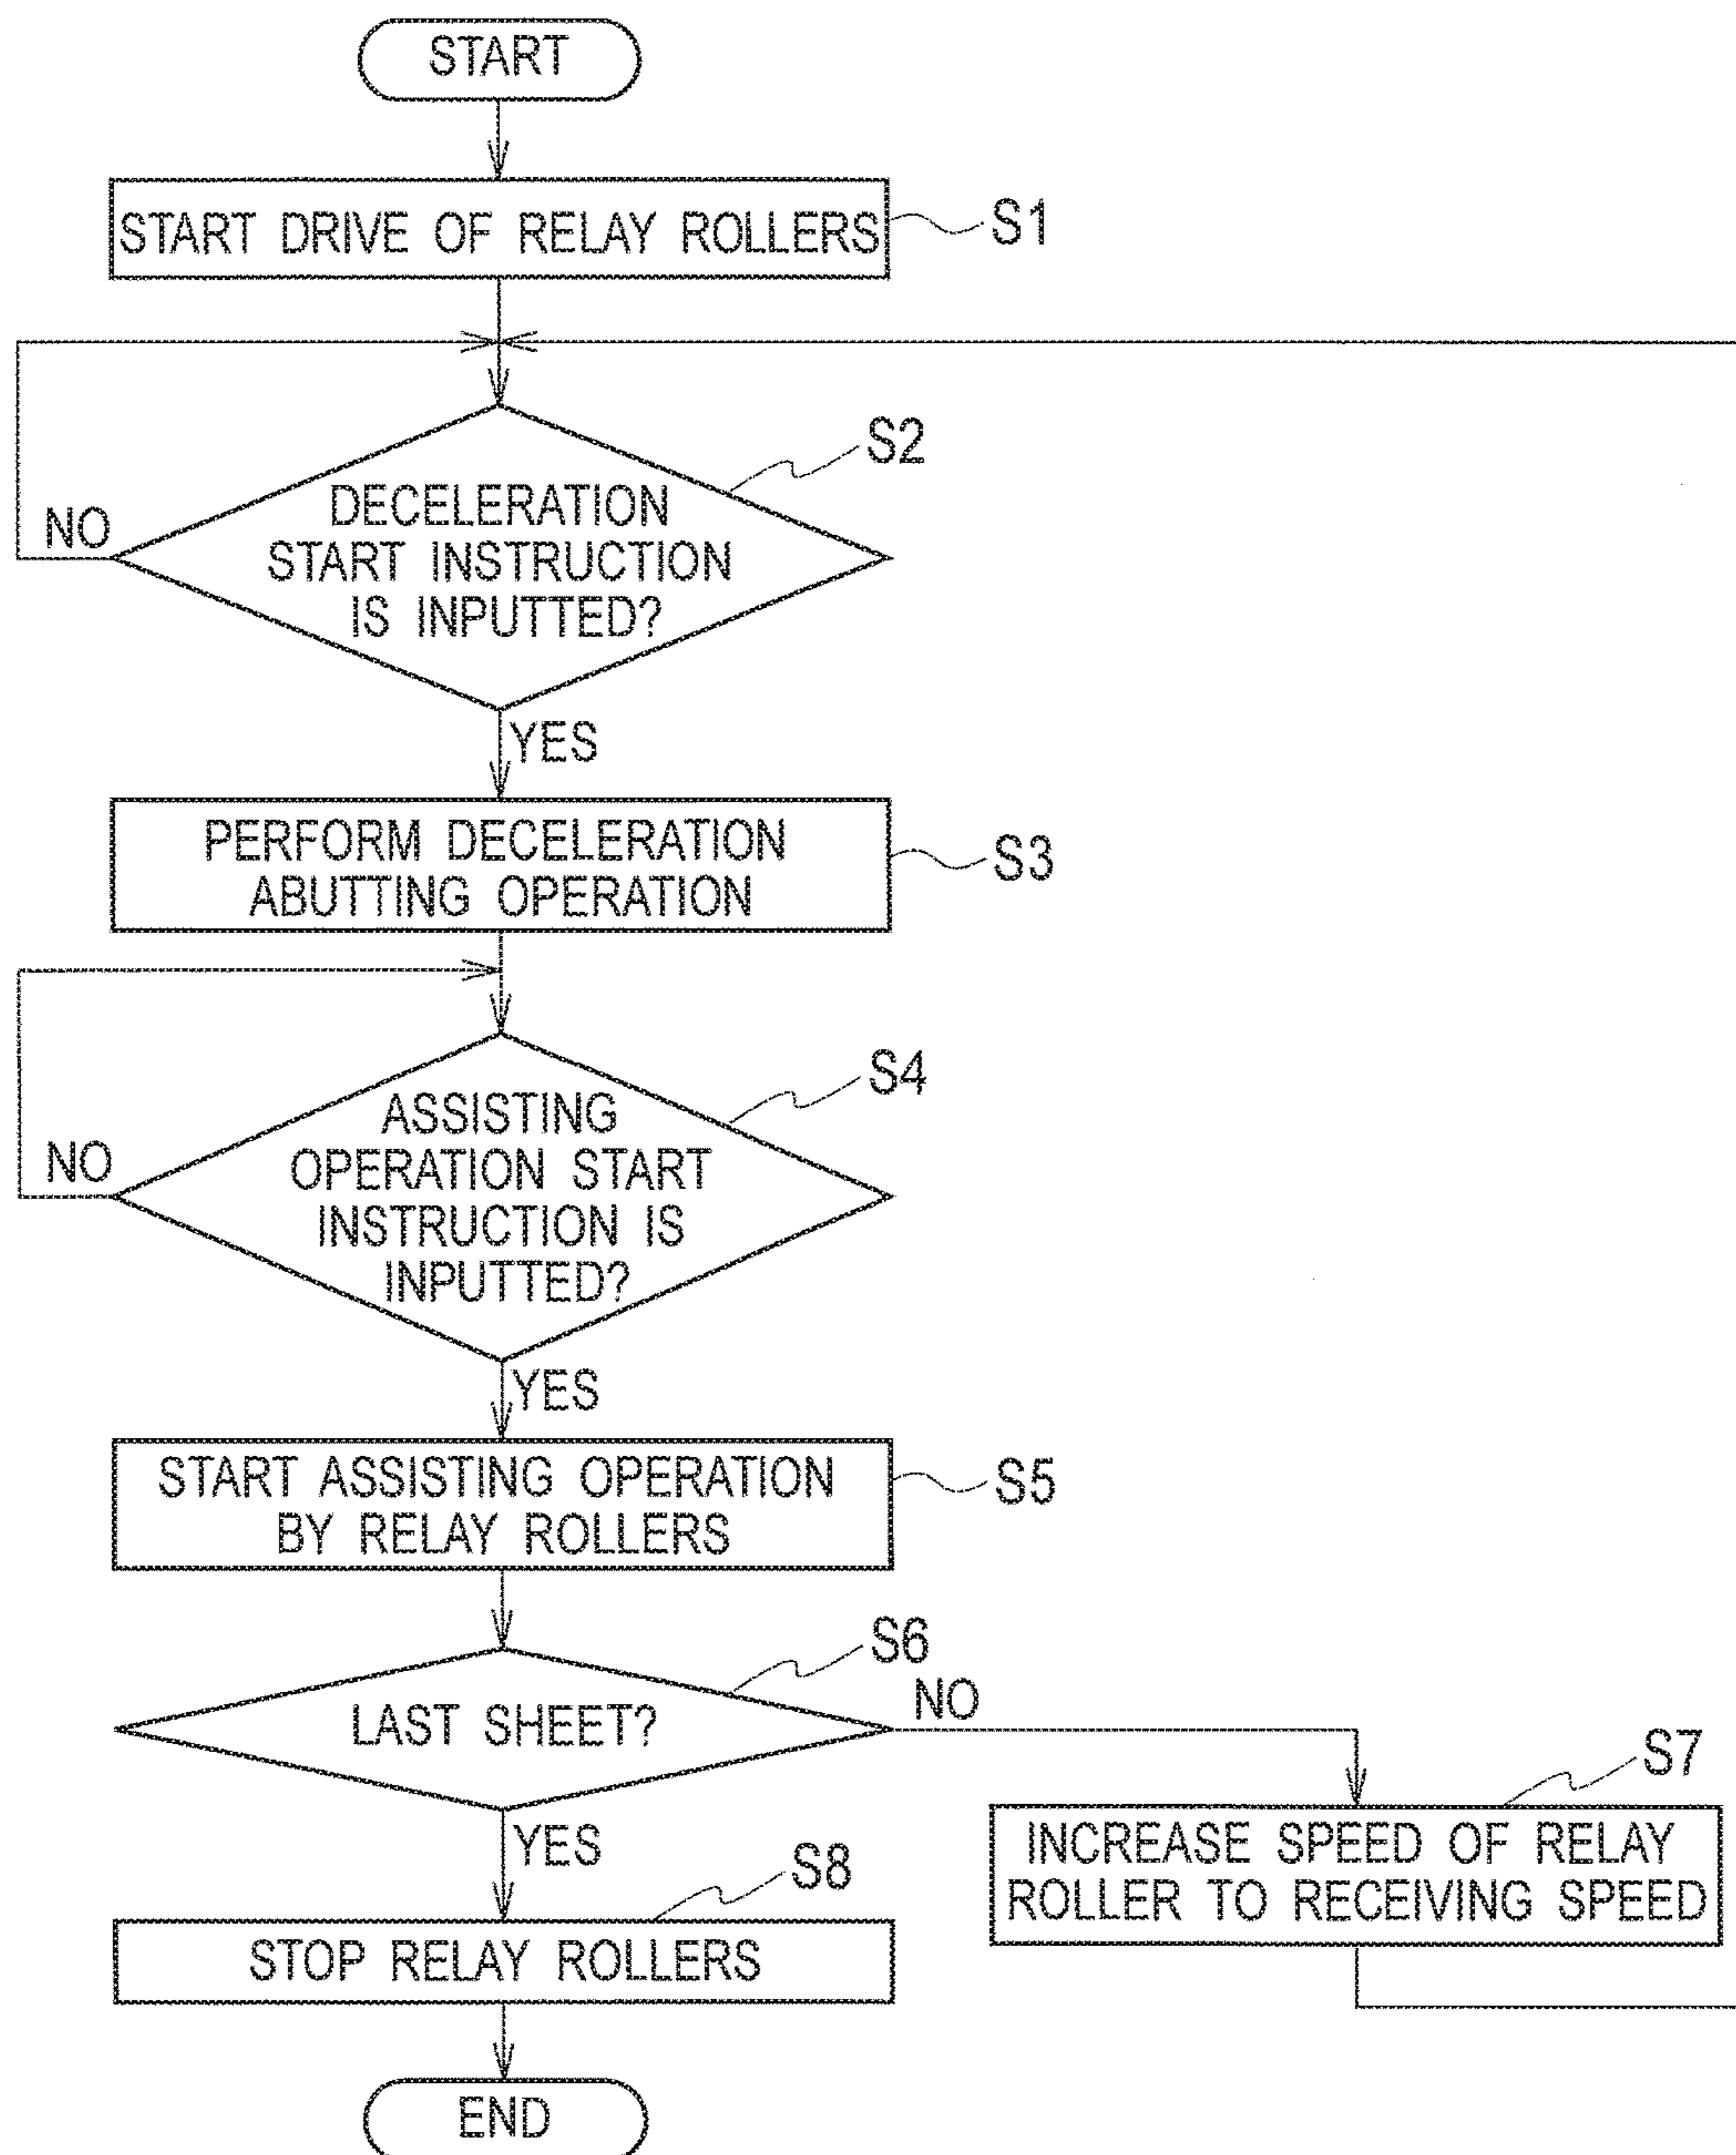 START
START DRIVE OF RELAY ROLLERS
S1
S2
DECELERATION
START INSTRUCTION
IS INPUTTED?
NO
YES
PERFORM DECELERATION
ABUTTING OPERATION
S3
S4
ASSISTING
OPERATION START
INSTRUCTION IS
INPUTTED?
NO
YES
START ASSISTING OPERATION
BY RELAY ROLLERS
S5
S6
LAST SHEET?
NO
S7
INCREASE SPEED OF RELAY
ROLLER TO RECEIVING SPEED
YES
S8
STOP RELAY ROLLERS
END